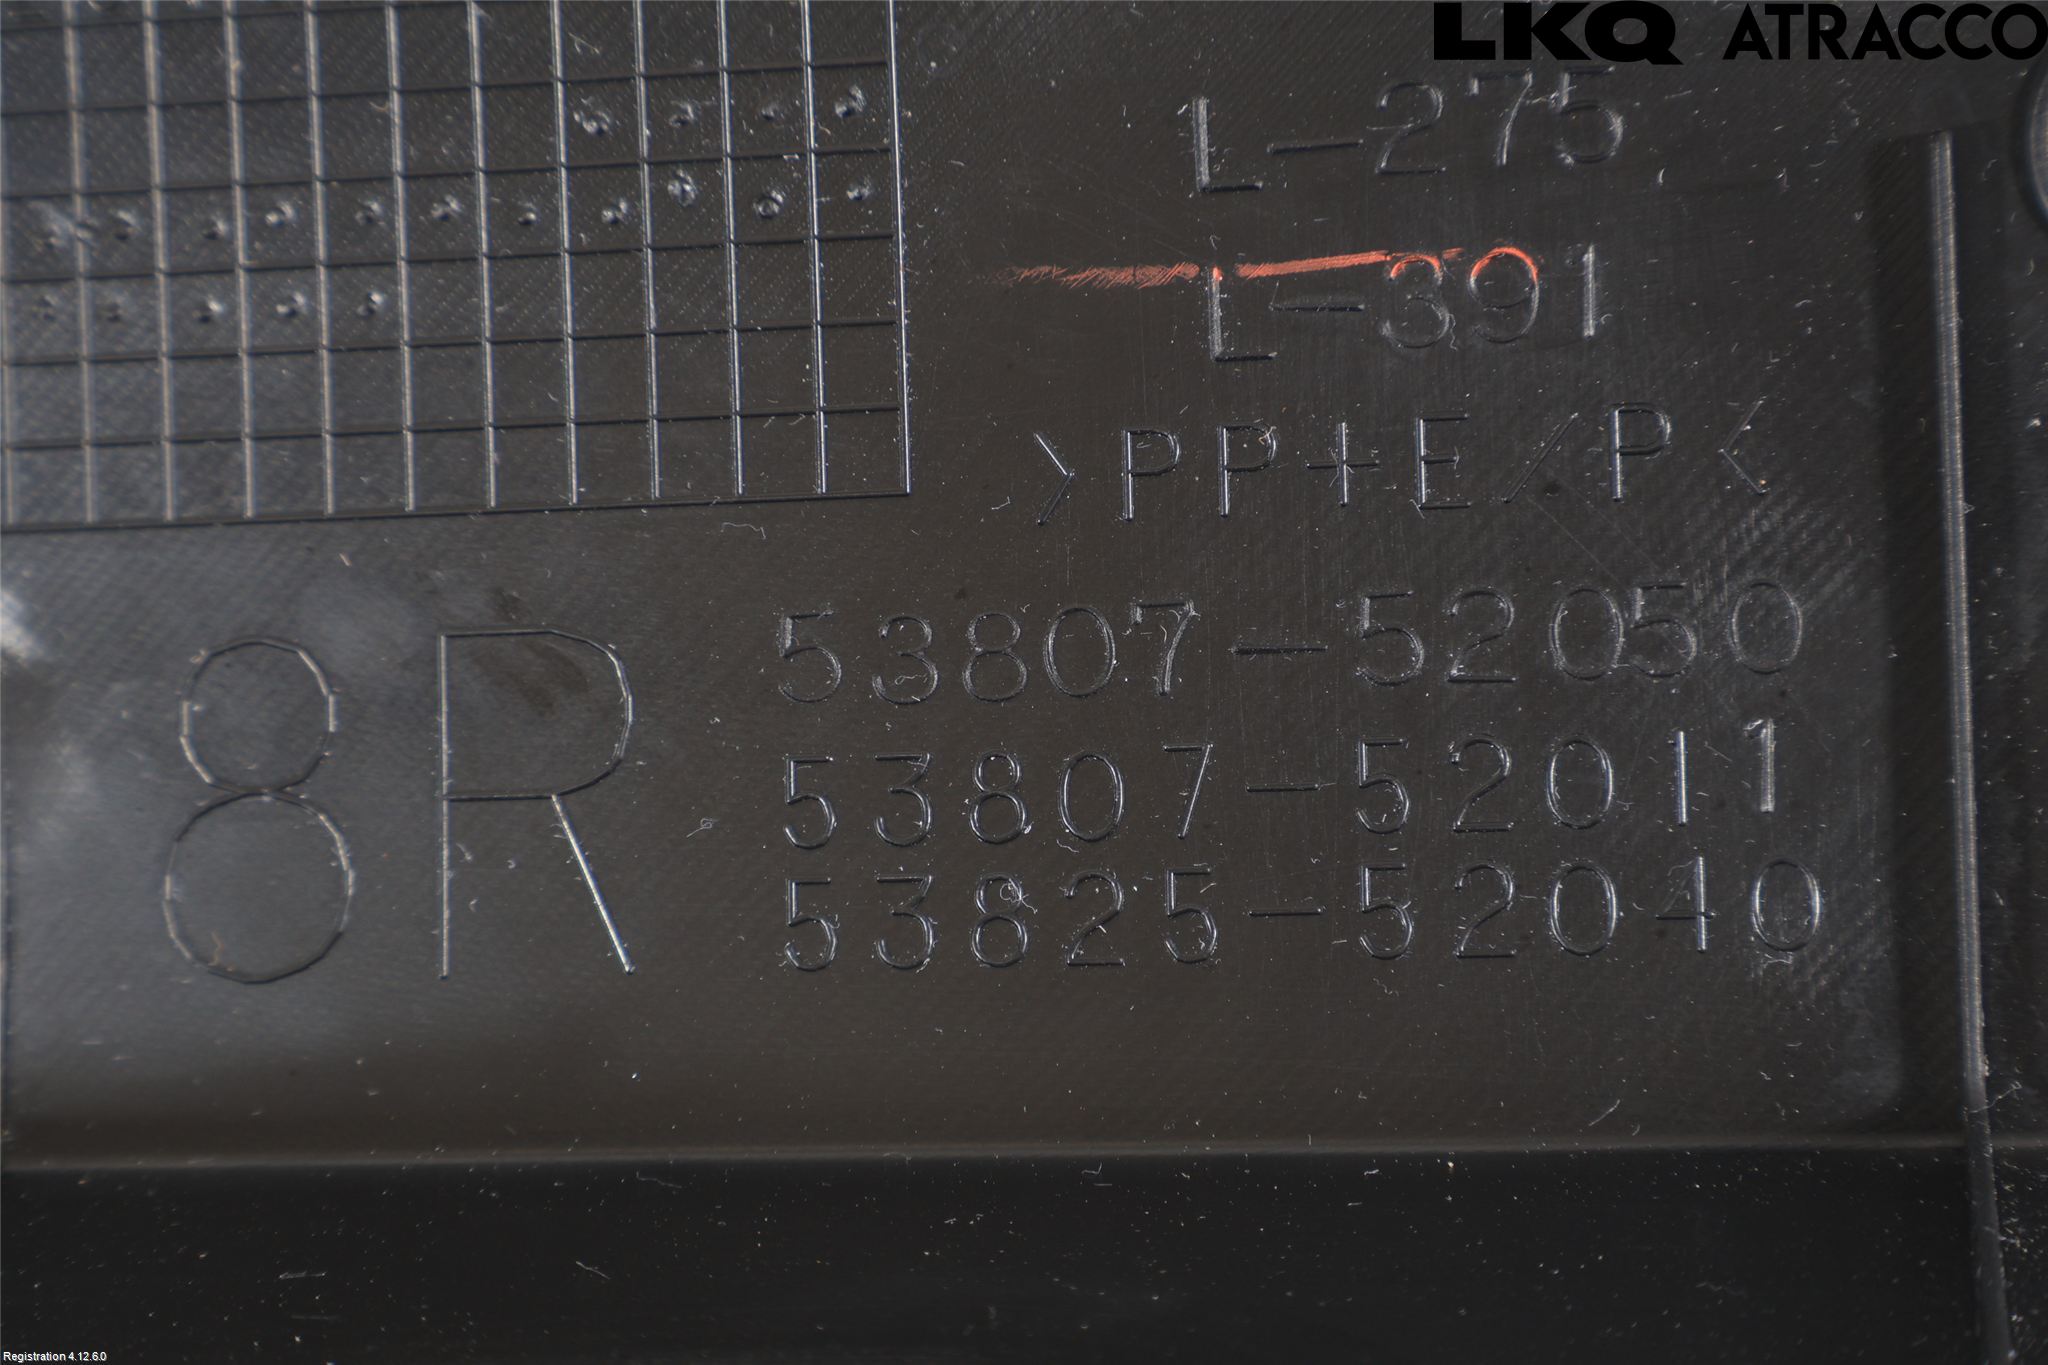 LKQ ATRACCO
L-275
L-391
>PP+E/P<
8R
53807-52050
53807-52011
53825-52040
Registration 4.12.6.0